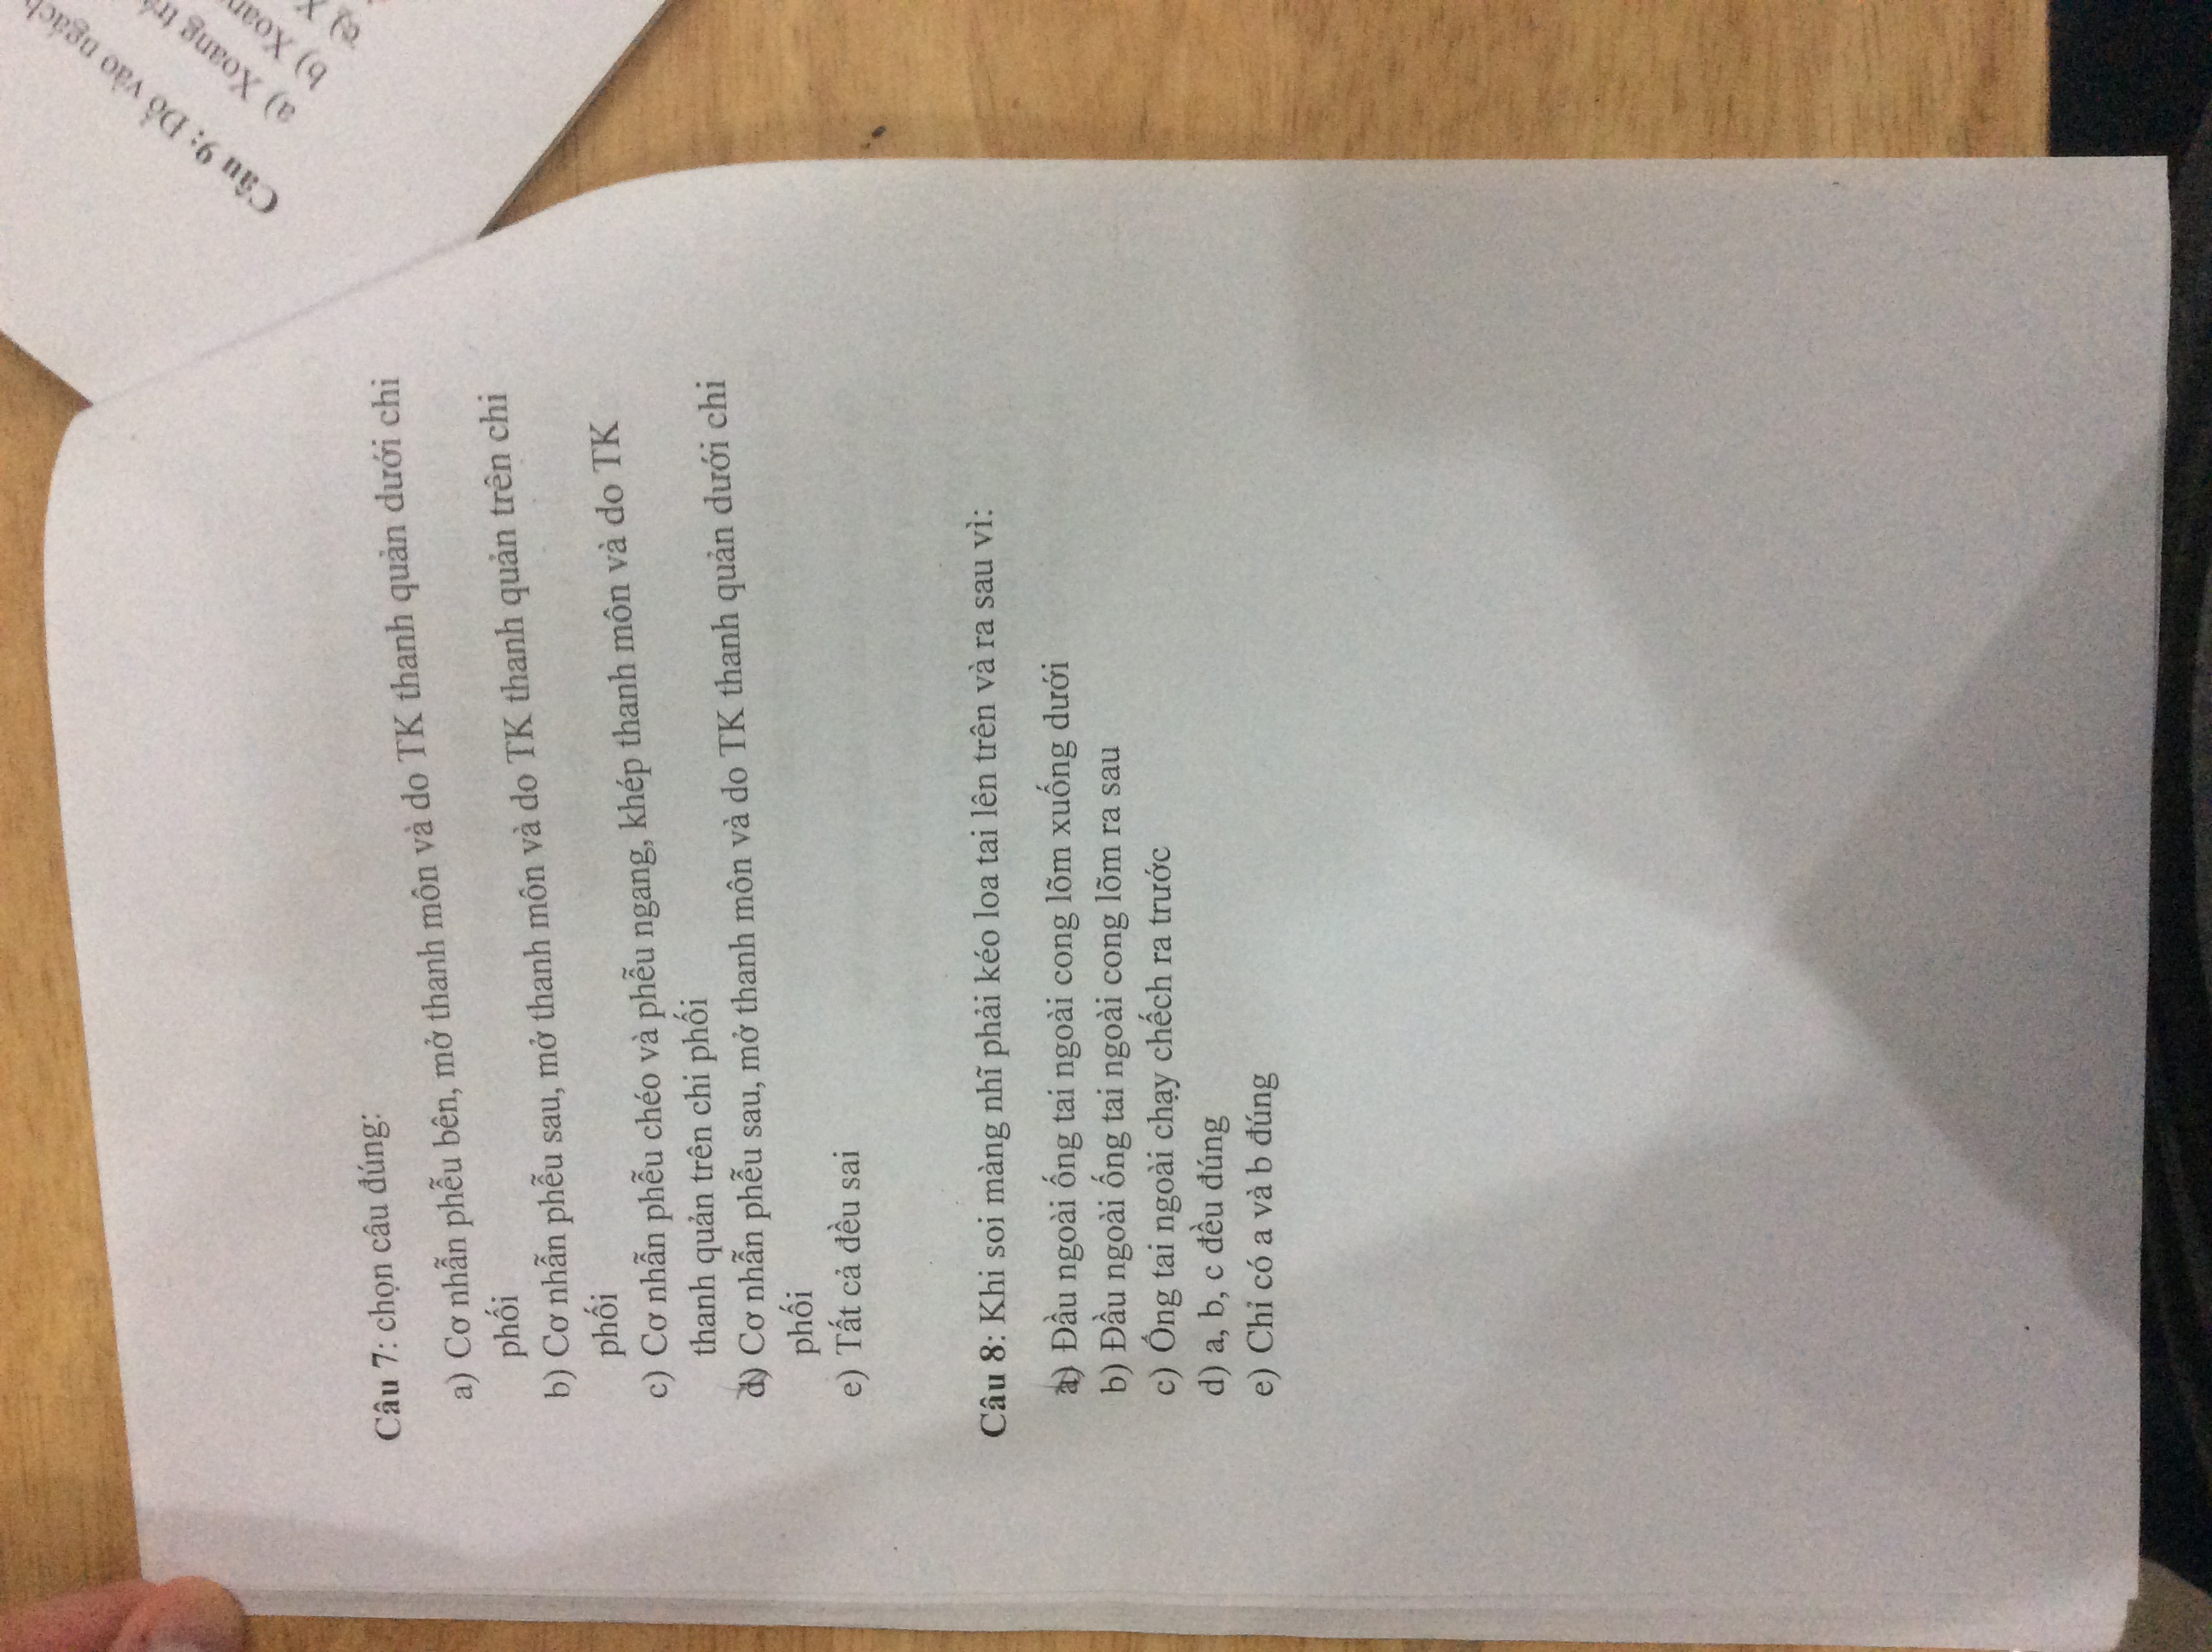 Câu 7: chọn câu đúng:
a) Cơ nhẫn phễu bên, mở thanh môn và do TK thanh quản dưới chi
phối
b) Cơ nhẫn phễu sau, mở thanh môn và do TK thanh quản trên chi
phối
c) Cơ nhẫn phễu chéo và phễu ngang, khép thanh môn và do TK
thanh quản trên chi phối
d) Cơ nhẫn phễu sau, mở thanh môn và do TK thanh quản dưới chi
phối
e) Tất cả đều sai
Câu 8: Khi soi màng nhĩ phải kéo loa tai lên trên và ra sau vì:
a) Đầu ngoài ống tai ngoài cong lõm xuống dưới
b) Đầu ngoài ống tai ngoài cong lõm ra sau
c) Ống tai ngoài chạy chếch ra trước
d) a, b, c đều đúng
e) Chỉ có a và b đúng
Câu 9: Đổ vào ngách
a) Xoang
b)
c)